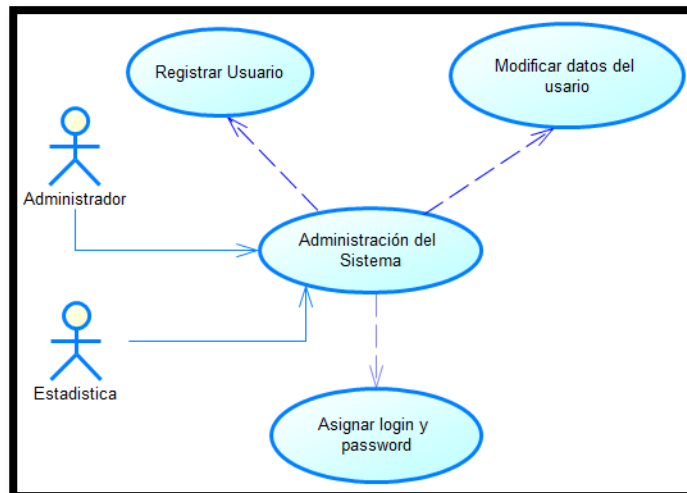 Registrar Usuario
Modificar datos del
usario
Administrador
Administración del
Sistema
Estadistica
Asignar login y
password